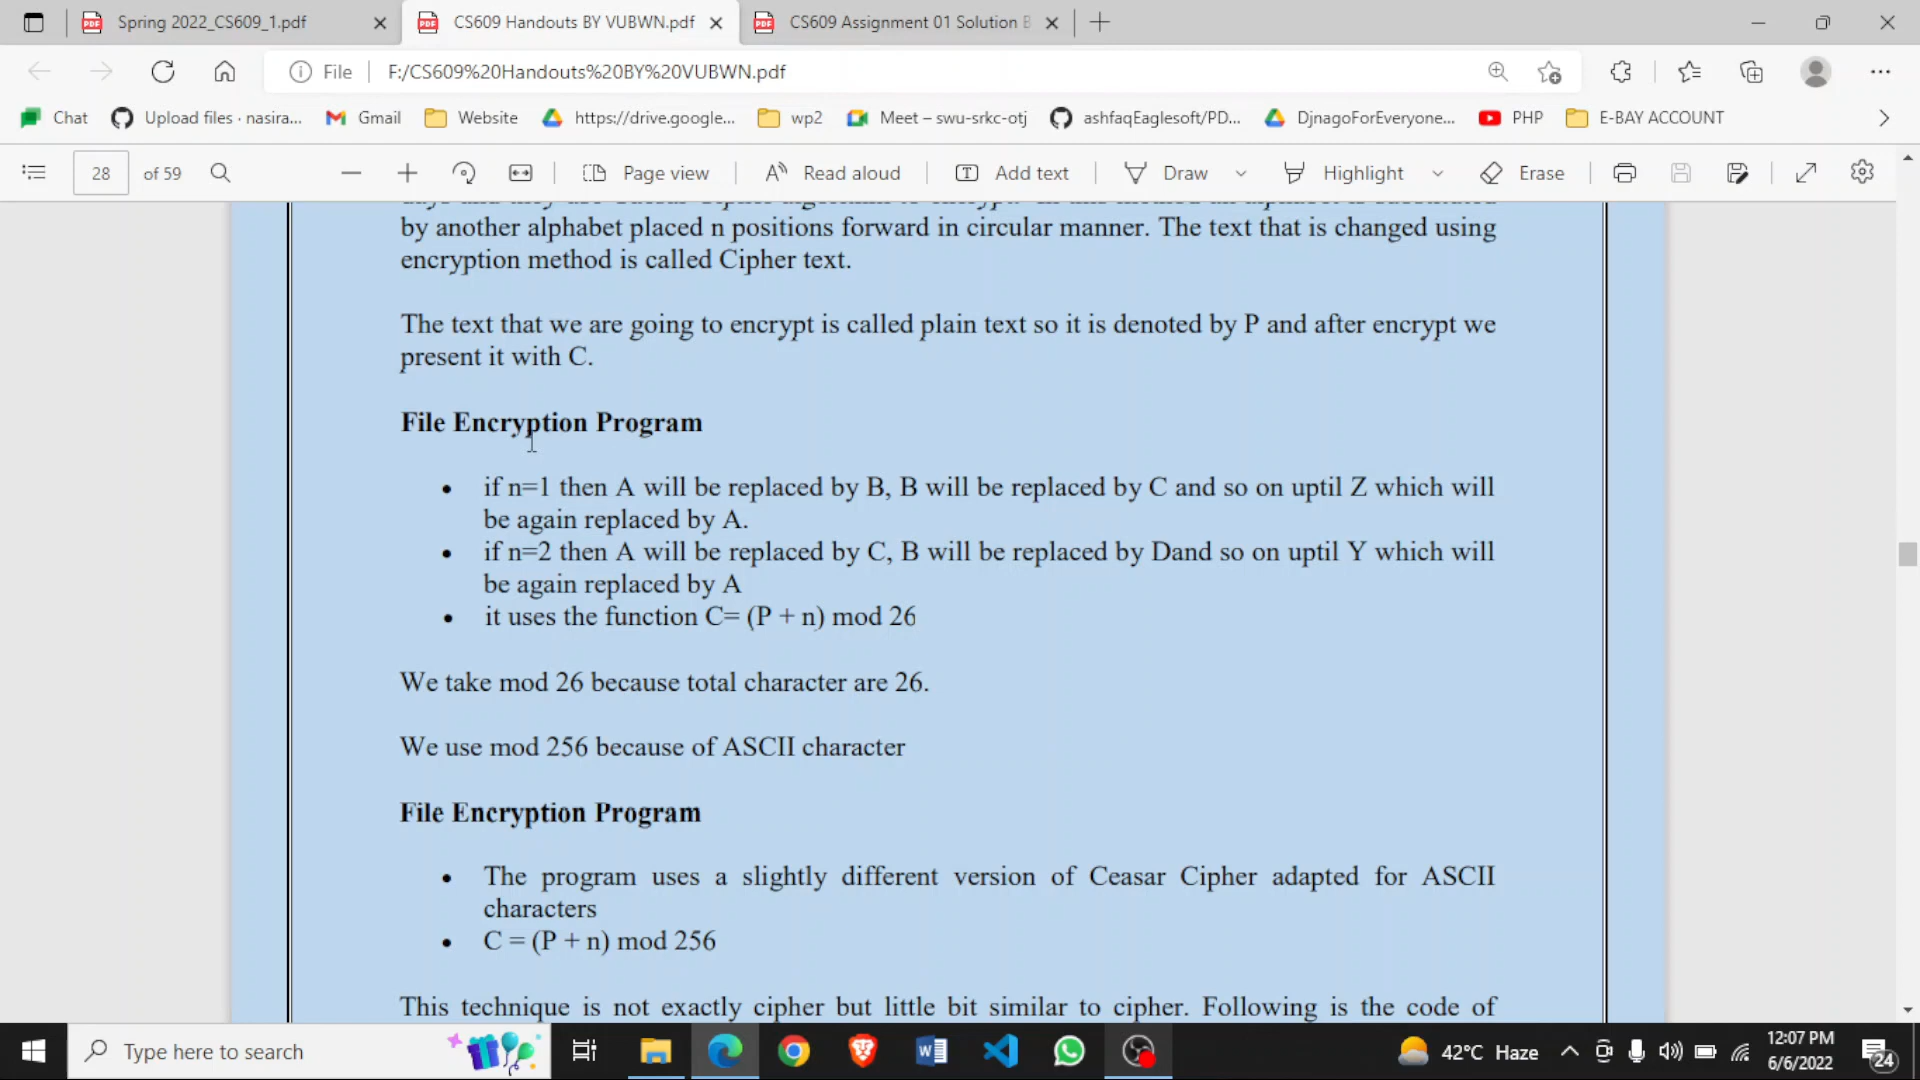 Spring 2022_CS609_1.pdf
CS609 Handouts BY VUBWN.pdf
CS609 Assignment 01 Solution B
File
F:/CS609%20Handouts%20BY%20VUBWN.pdf
Chat
Upload files · nasira...
Gmail
Website
https://drive.google...
wp2
Meet – swu-srkc-otj
ashfaqEaglesoft/PD...
DjnagoForEveryone...
PHP
E-BAY ACCOUNT
28 of 59
Page view
Read aloud
Add text
Draw
Highlight
Erase
by another alphabet placed n positions forward in circular manner. The text that is changed using
encryption method is called Cipher text.
The text that we are going to encrypt is called plain text so it is denoted by P and after encrypt we
present it with C.
File Encryption Program
• if n=1 then A will be replaced by B, B will be replaced by C and so on uptil Z which will
be again replaced by A.
• if n=2 then A will be replaced by C, B will be replaced by Dand so on uptil Y which will
be again replaced by A
• it uses the function C= (P + n) mod 26
We take mod 26 because total character are 26.
We use mod 256 because of ASCII character
File Encryption Program
• The program uses a slightly different version of Ceasar Cipher adapted for ASCII
characters
• C = (P + n) mod 256
This technique is not exactly cipher but little bit similar to cipher. Following is the code of
Type here to search
42°C Haze
12:07 PM
6/6/2022
24